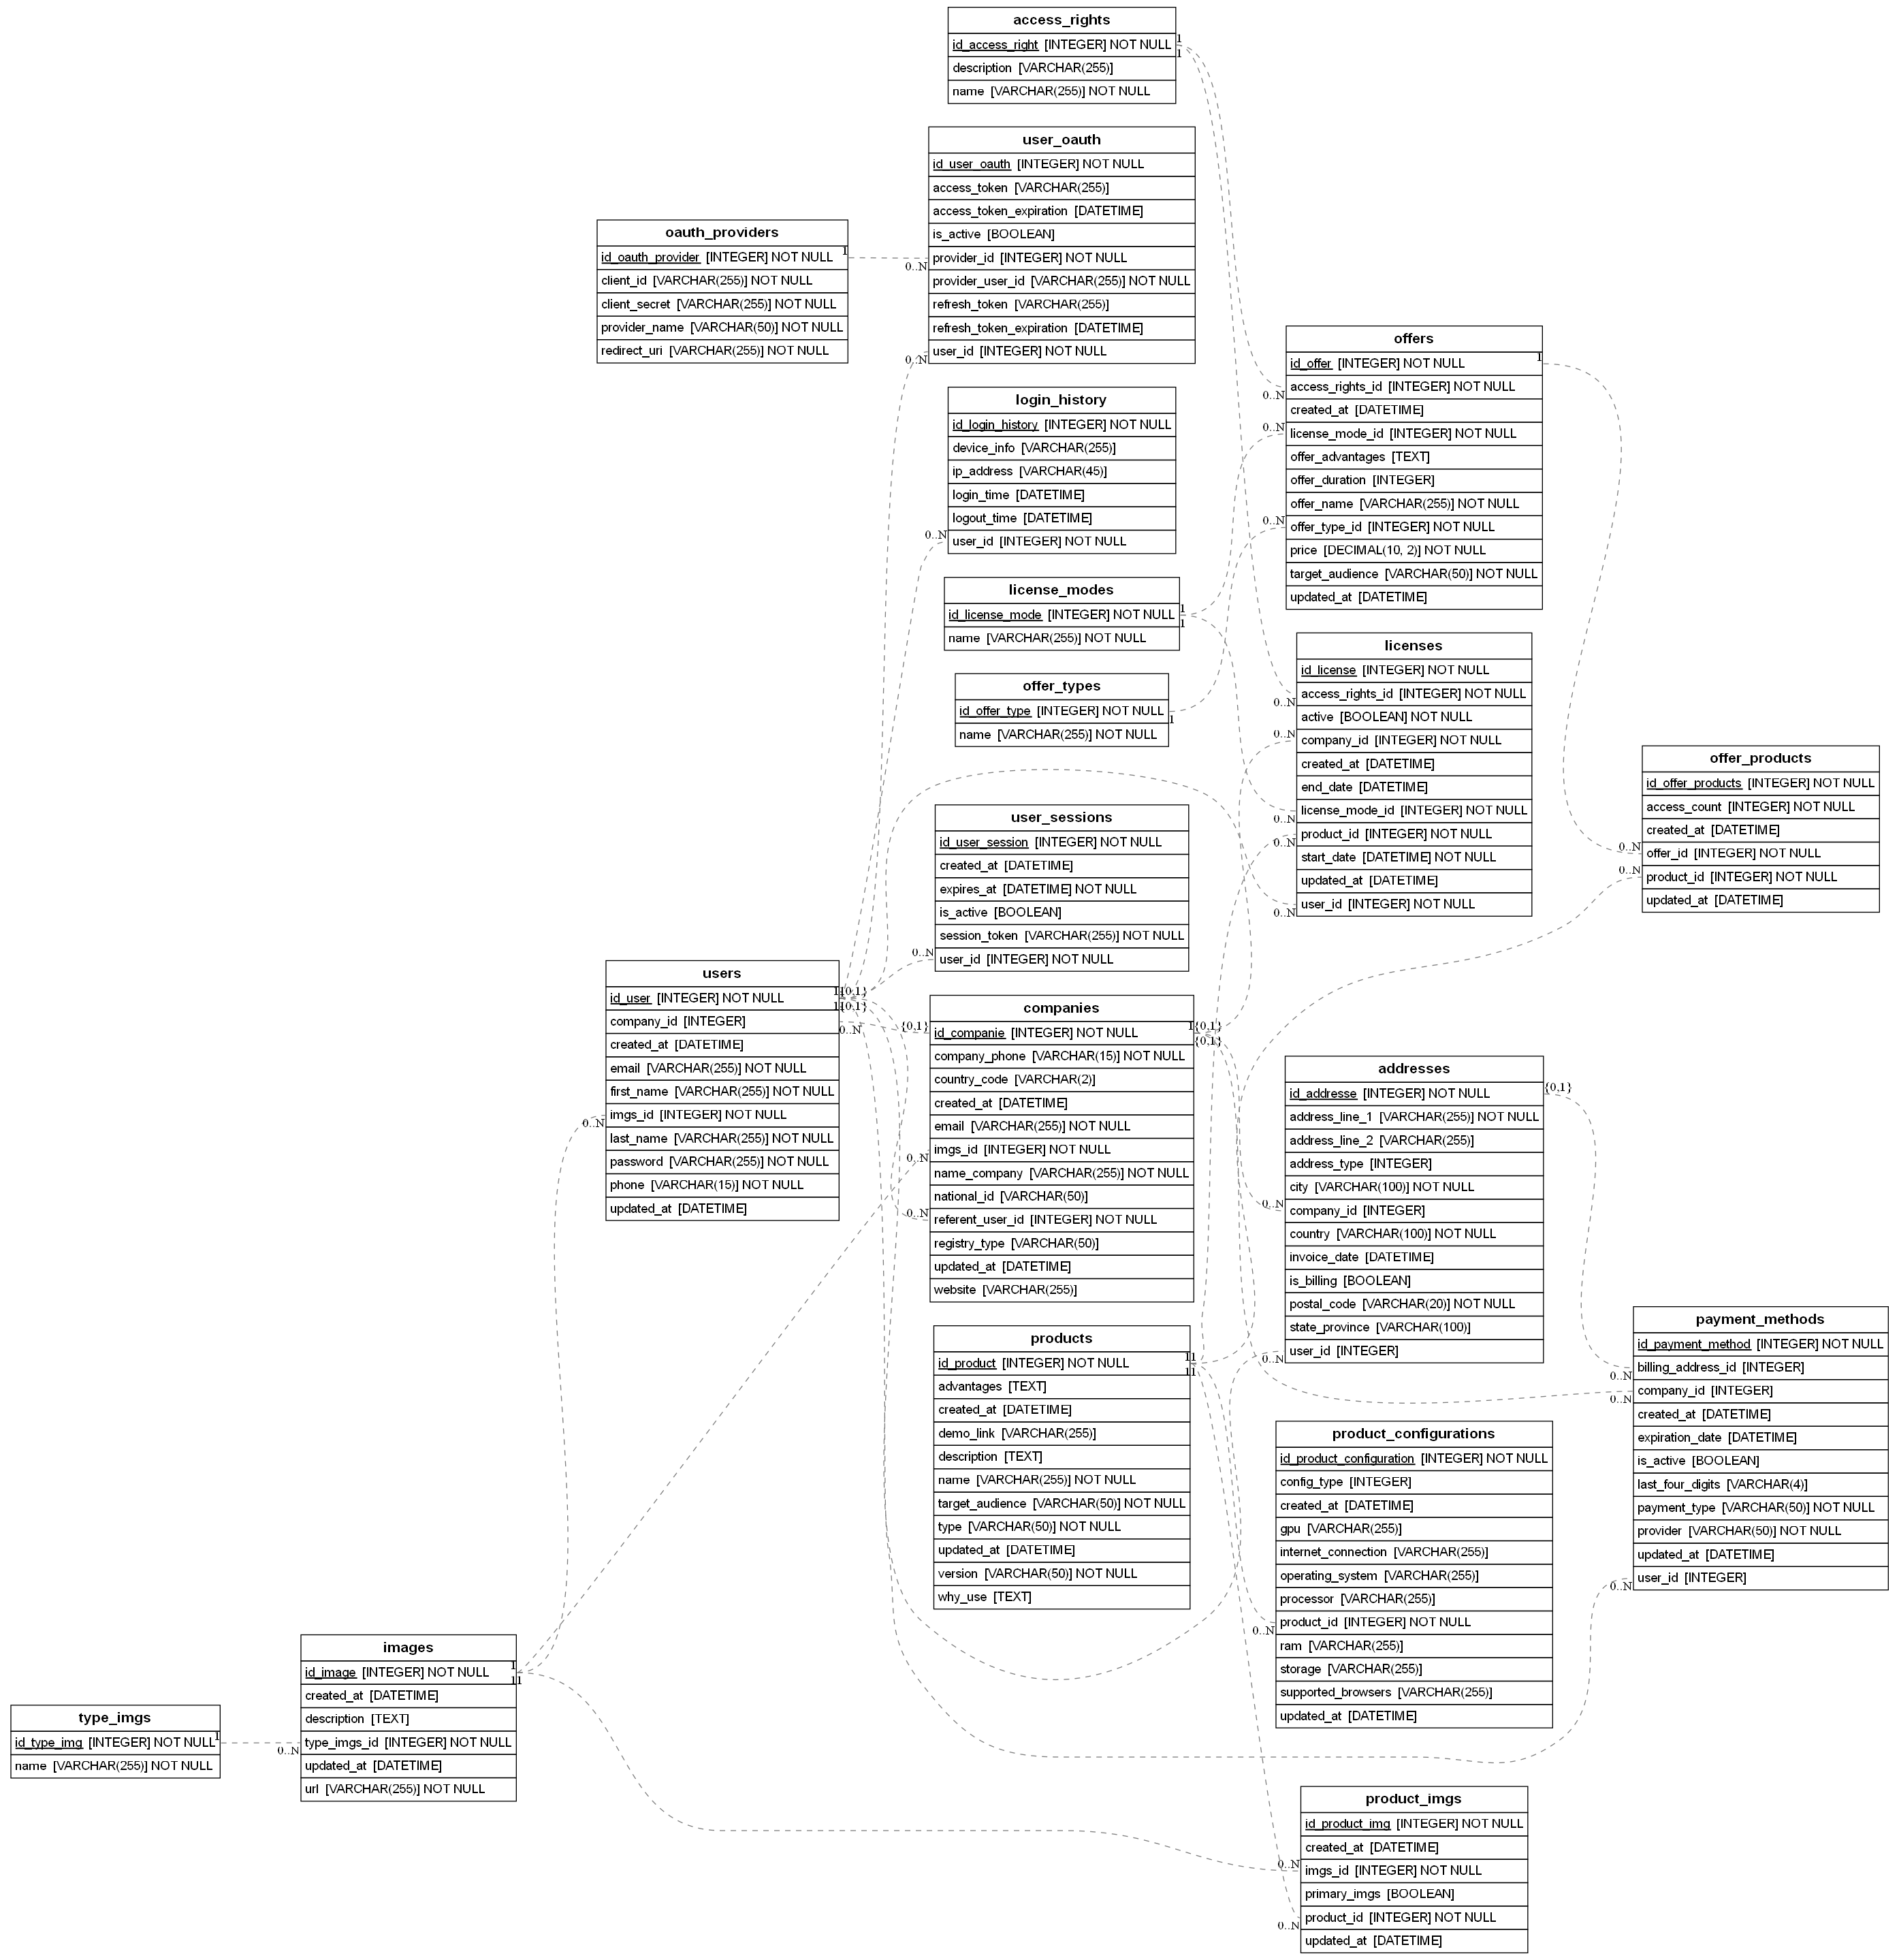 access_rights
id_access_right [INTEGER] NOT NULL
description [VARCHAR(255)]
name [VARCHAR(255)] NOT NULL
1
1
user_oauth
id_user_oauth [INTEGER] NOT NULL
access_token [VARCHAR(255)]
access_token_expiration [DATETIME]
is_active [BOOLEAN]
provider_id [INTEGER] NOT NULL
provider_user_id [VARCHAR(255)] NOT NULL
refresh_token [VARCHAR(255)]
refresh_token_expiration [DATETIME]
user_id [INTEGER] NOT NULL
0..N
0..N
oauth_providers
id_oauth_provider [INTEGER] NOT NULL
client_id [VARCHAR(255)] NOT NULL
client_secret [VARCHAR(255)] NOT NULL
provider_name [VARCHAR(50)] NOT NULL
redirect_uri [VARCHAR(255)] NOT NULL
1
offers
id_offer [INTEGER] NOT NULL
access_rights_id [INTEGER] NOT NULL
created_at [DATETIME]
license_mode_id [INTEGER] NOT NULL
offer_advantages [TEXT]
offer_duration [INTEGER]
offer_name [VARCHAR(255)] NOT NULL
offer_type_id [INTEGER] NOT NULL
price [DECIMAL(10, 2)] NOT NULL
target_audience [VARCHAR(50)] NOT NULL
updated_at [DATETIME]
1
0..N
0..N
0..N
login_history
id_login_history [INTEGER] NOT NULL
device_info [VARCHAR(255)]
ip_address [VARCHAR(45)]
login_time [DATETIME]
logout_time [DATETIME]
user_id [INTEGER] NOT NULL
0..N
license_modes
id_license_mode [INTEGER] NOT NULL
name [VARCHAR(255)] NOT NULL
1
1
licenses
id_license [INTEGER] NOT NULL
access_rights_id [INTEGER] NOT NULL
active [BOOLEAN] NOT NULL
company_id [INTEGER] NOT NULL
created_at [DATETIME]
end_date [DATETIME]
license_mode_id [INTEGER] NOT NULL
product_id [INTEGER] NOT NULL
start_date [DATETIME] NOT NULL
updated_at [DATETIME]
user_id [INTEGER] NOT NULL
0..N
0..N
0..N
0..N
0..N
offer_types
id_offer_type [INTEGER] NOT NULL
name [VARCHAR(255)] NOT NULL
1
offer_products
id_offer_products [INTEGER] NOT NULL
access_count [INTEGER] NOT NULL
created_at [DATETIME]
offer_id [INTEGER] NOT NULL
product_id [INTEGER] NOT NULL
updated_at [DATETIME]
0..N
0..N
user_sessions
id_user_session [INTEGER] NOT NULL
created_at [DATETIME]
expires_at [DATETIME] NOT NULL
is_active [BOOLEAN]
session_token [VARCHAR(255)] NOT NULL
user_id [INTEGER] NOT NULL
0..N
users
id_user [INTEGER] NOT NULL
company_id [INTEGER]
created_at [DATETIME]
email [VARCHAR(255)] NOT NULL
first_name [VARCHAR(255)] NOT NULL
imgs_id [INTEGER] NOT NULL
last_name [VARCHAR(255)] NOT NULL
password [VARCHAR(255)] NOT NULL
phone [VARCHAR(15)] NOT NULL
updated_at [DATETIME]
{0,1}
{0,1}
0..N
0..N
companies
id_companie [INTEGER] NOT NULL
company_phone [VARCHAR(15)] NOT NULL
country_code [VARCHAR(2)]
created_at [DATETIME]
email [VARCHAR(255)] NOT NULL
imgs_id [INTEGER] NOT NULL
name_company [VARCHAR(255)] NOT NULL
national_id [VARCHAR(50)]
referent_user_id [INTEGER] NOT NULL
registry_type [VARCHAR(50)]
updated_at [DATETIME]
website [VARCHAR(255)]
{0,1}
1{0,1}
{0,1}
0..N
0..N
addresses
id_addresse [INTEGER] NOT NULL
address_line_1 [VARCHAR(255)] NOT NULL
address_line_2 [VARCHAR(255)]
address_type [INTEGER]
city [VARCHAR(100)] NOT NULL
company_id [INTEGER]
country [VARCHAR(100)] NOT NULL
invoice_date [DATETIME]
is_billing [BOOLEAN]
postal_code [VARCHAR(20)] NOT NULL
state_province [VARCHAR(100)]
user_id [INTEGER]
{0,1}
0..N
0..N
payment_methods
id_payment_method [INTEGER] NOT NULL
billing_address_id [INTEGER]
company_id [INTEGER]
created_at [DATETIME]
expiration_date [DATETIME]
is_active [BOOLEAN]
last_four_digits [VARCHAR(4)]
payment_type [VARCHAR(50)] NOT NULL
provider [VARCHAR(50)] NOT NULL
updated_at [DATETIME]
user_id [INTEGER]
0..N
0..N
0..N
products
id_product [INTEGER] NOT NULL
advantages [TEXT]
created_at [DATETIME]
demo_link [VARCHAR(255)]
description [TEXT]
name [VARCHAR(255)] NOT NULL
target_audience [VARCHAR(50)] NOT NULL
type [VARCHAR(50)] NOT NULL
updated_at [DATETIME]
version [VARCHAR(50)] NOT NULL
why_use [TEXT]
11
11
product_configurations
id_product_configuration [INTEGER] NOT NULL
config_type [INTEGER]
created_at [DATETIME]
gpu [VARCHAR(255)]
internet_connection [VARCHAR(255)]
operating_system [VARCHAR(255)]
processor [VARCHAR(255)]
product_id [INTEGER] NOT NULL
ram [VARCHAR(255)]
storage [VARCHAR(255)]
supported_browsers [VARCHAR(255)]
updated_at [DATETIME]
0..N
images
id_image [INTEGER] NOT NULL
created_at [DATETIME]
description [TEXT]
type_imgs_id [INTEGER] NOT NULL
updated_at [DATETIME]
url [VARCHAR(255)] NOT NULL
1
11
0..N
type_imgs
id_type_img [INTEGER] NOT NULL
name [VARCHAR(255)] NOT NULL
1
product_imgs
id_product_img [INTEGER] NOT NULL
created_at [DATETIME]
imgs_id [INTEGER] NOT NULL
primary_imgs [BOOLEAN]
product_id [INTEGER] NOT NULL
updated_at [DATETIME]
0..N
0..N